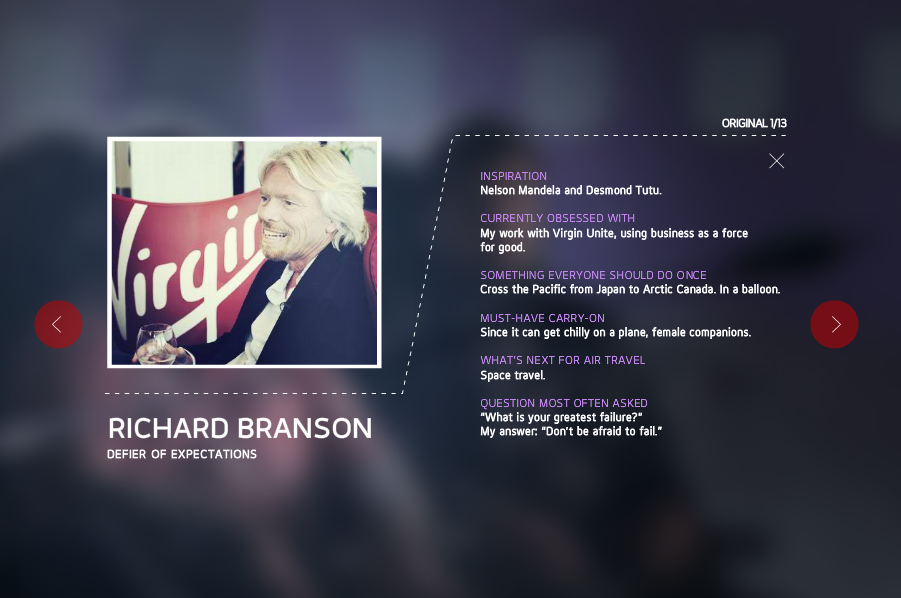 ORIGINAL 1/13
Virgin
INSPIRATION
Nelson Mandela and Desmond Tutu.
CURRENTLY OBSESSED WITH
My work with Virgin Unite, using business as a force
for good.
SOMETHING EVERYONE SHOULD DO ONCE
Cross the Pacific from Japan to Arctic Canada. In a balloon.
MUST-HAVE CARRY-ON
Since it can get chilly on a plane, female companions.
WHAT'S NEXT FOR AIR TRAVEL
Space travel.
QUESTION MOST OFTEN ASKED
"What is your greatest failure?"
My answer: "Don't be afraid to fail."
RICHARD BRANSON
DEFIER OF EXPECTATIONS